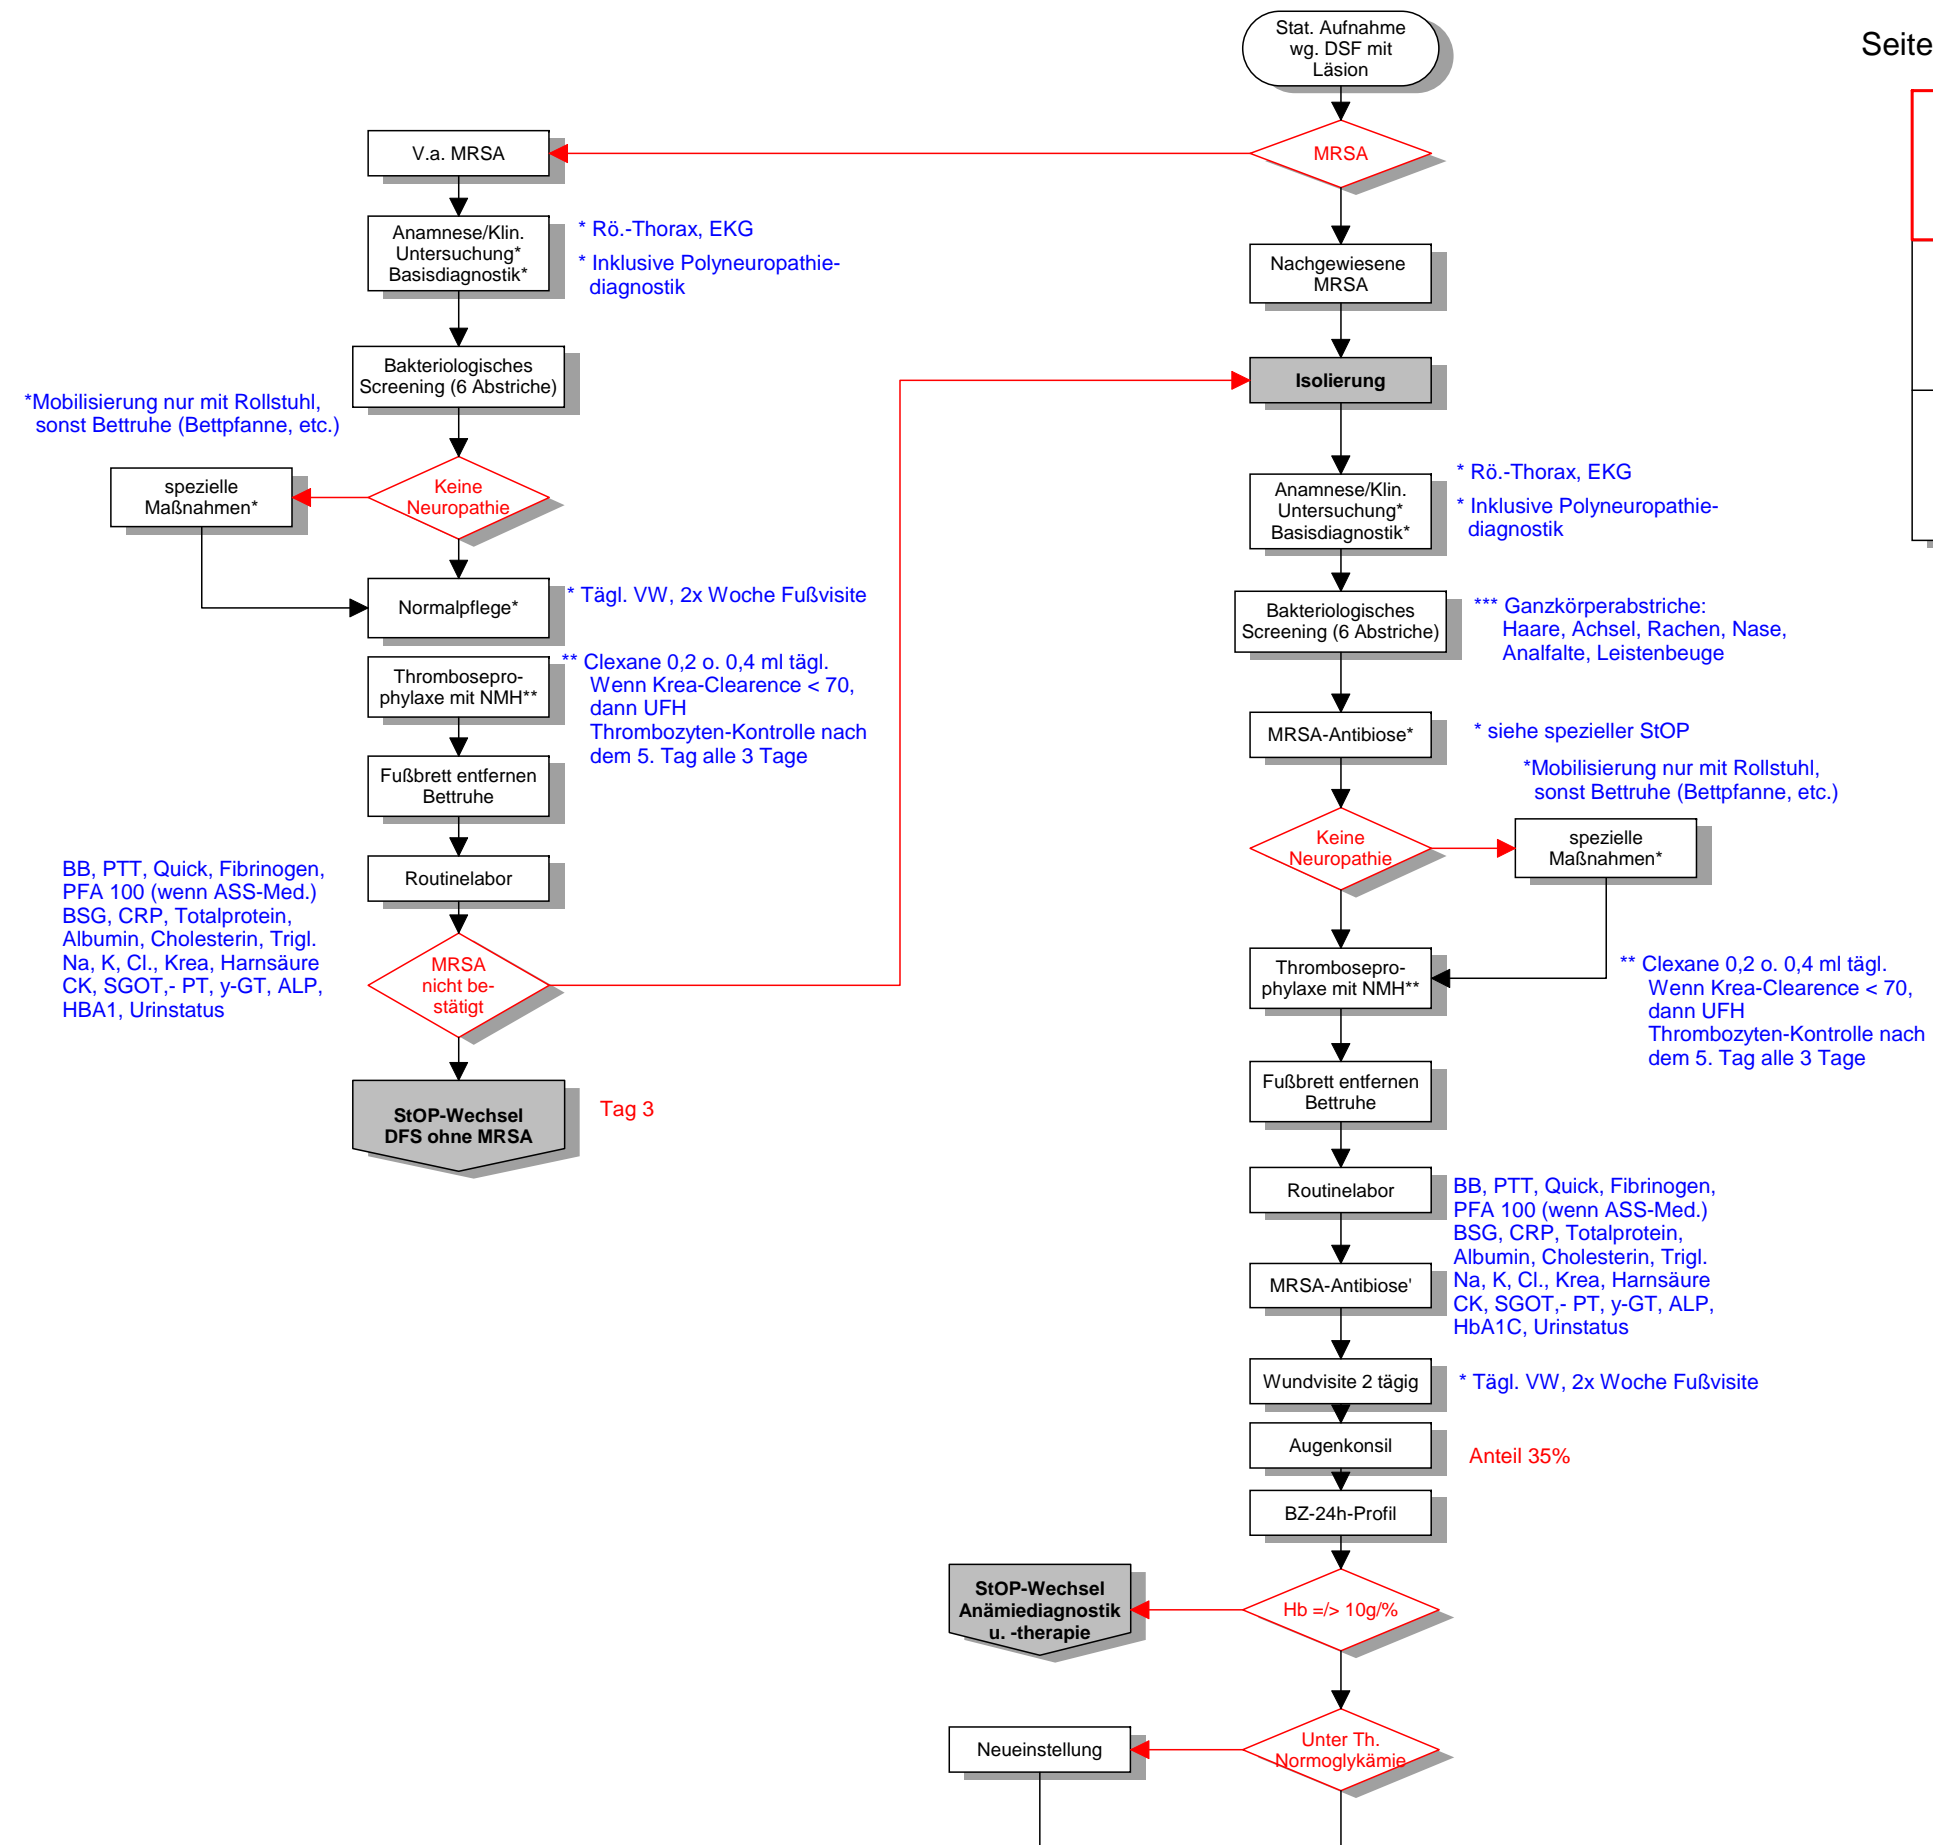 Stat. Aufnahme
wg. DSF mit
Läsion
Seite
MRSA
V.a. MRSA
Anamnese/Klin.
Untersuchung*
Basisdiagnostik*
* Rö.-Thorax, EKG
* Inklusive Polyneuropathie-
diagnostik
Bakteriologisches
Screening (6 Abstriche)
*Mobilisierung nur mit Rollstuhl,
sonst Bettruhe (Bettpfanne, etc.)
Keine
Neuropathie
spezielle
Maßnahmen*
Normalpflege*
* Tägl. VW, 2x Woche Fußvisite
Thrombosepro-
phylaxe mit NMH**
** Clexane 0,2 o. 0,4 ml tägl.
Wenn Krea-Clearence < 70,
dann UFH
Thrombozyten-Kontrolle nach
dem 5. Tag alle 3 Tage
Fußbrett entfernen
Bettruhe
Routinelabor
BB, PTT, Quick, Fibrinogen,
PFA 100 (wenn ASS-Med.)
BSG, CRP, Totalprotein,
Albumin, Cholesterin, Trigl.
Na, K, Cl., Krea, Harnsäure
CK, SGOT,- PT, y-GT, ALP,
HBA1, Urinstatus
MRSA
nicht be-
stätigt
StOP-Wechsel
DFS ohne MRSA
Tag 3
Nachgewiesene
MRSA
Isolierung
Anamnese/Klin.
Untersuchung*
Basisdiagnostik*
* Rö.-Thorax, EKG
* Inklusive Polyneuropathie-
diagnostik
Bakteriologisches
Screening (6 Abstriche)
*** Ganzkörperabstriche:
Haare, Achsel, Rachen, Nase,
Analfalte, Leistenbeuge
MRSA-Antibiose*
* siehe spezieller StOP
*Mobilisierung nur mit Rollstuhl,
sonst Bettruhe (Bettpfanne, etc.)
Keine
Neuropathie
spezielle
Maßnahmen*
Thrombosepro-
phylaxe mit NMH**
** Clexane 0,2 o. 0,4 ml tägl.
Wenn Krea-Clearence < 70,
dann UFH
Thrombozyten-Kontrolle nach
dem 5. Tag alle 3 Tage
Fußbrett entfernen
Bettruhe
Routinelabor
BB, PTT, Quick, Fibrinogen,
PFA 100 (wenn ASS-Med.)
BSG, CRP, Totalprotein,
Albumin, Cholesterin, Trigl.
Na, K, Cl., Krea, Harnsäure
CK, SGOT,- PT, y-GT, ALP,
HbA1C, Urinstatus
MRSA-Antibiose'
Wundvisite 2 tägig
* Tägl. VW, 2x Woche Fußvisite
Augenkonsil
Anteil 35%
BZ-24h-Profil
Hb =/> 10g/%
StOP-Wechsel
Anämiediagnostik
u. -therapie
Unter Th.
Normoglykämie
Neueinstellung